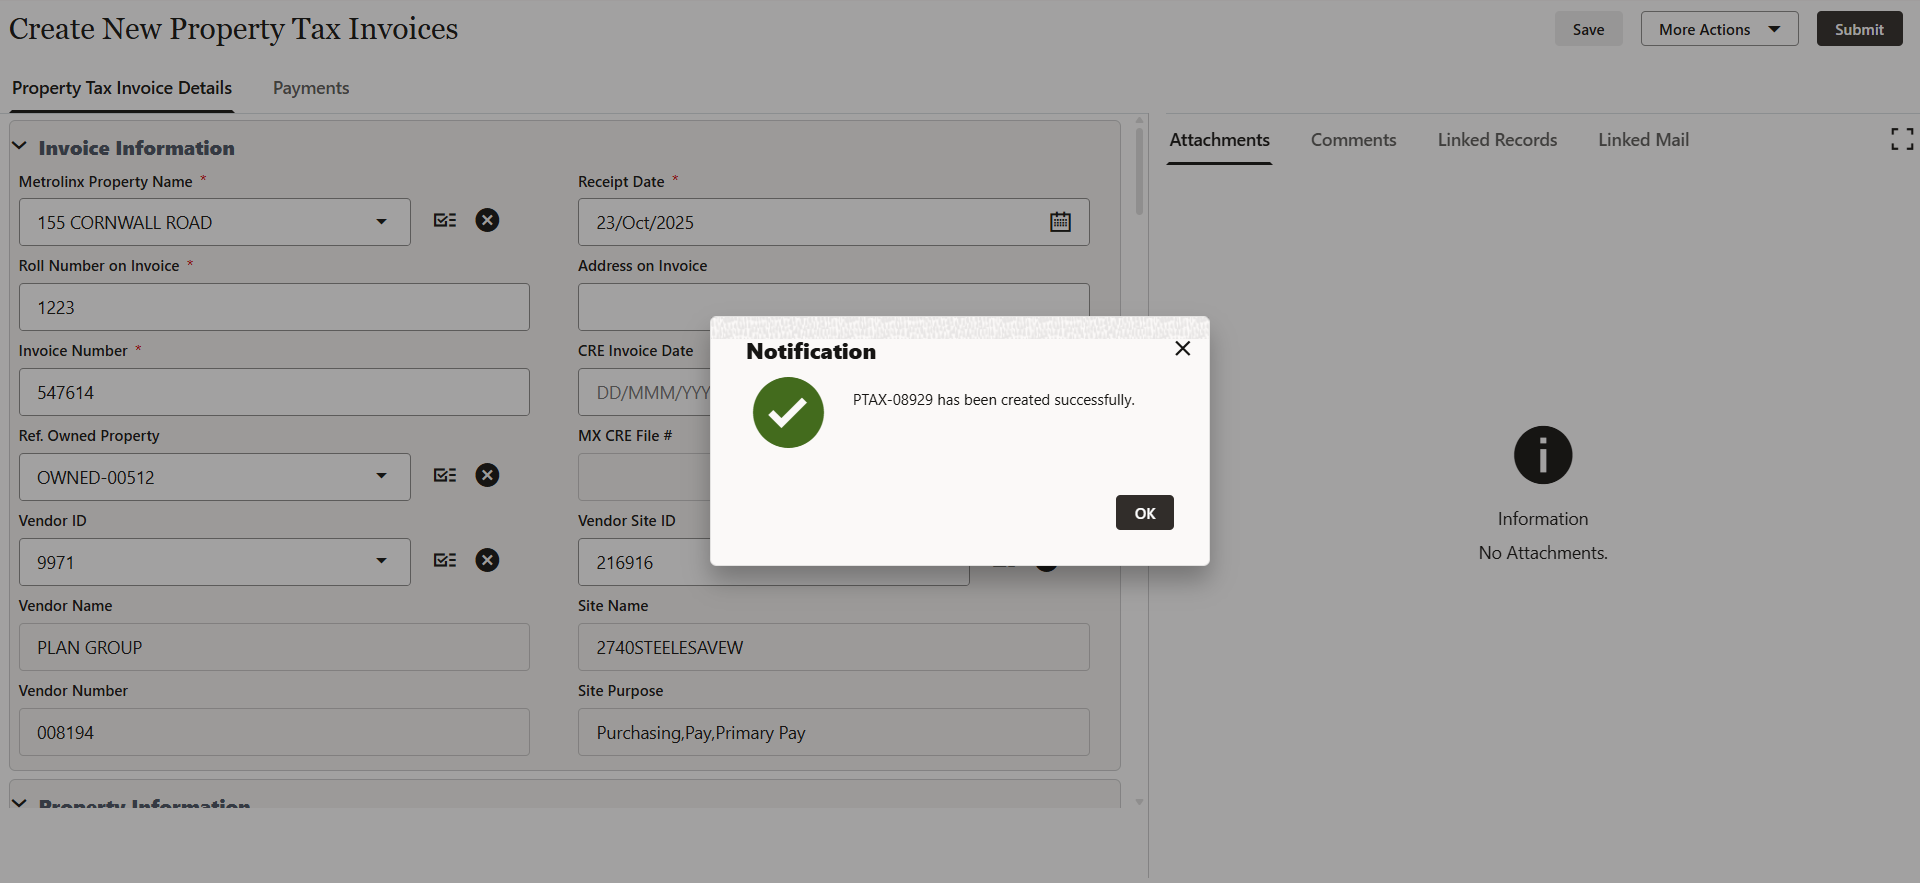 Create New Property Tax Invoices
Save
More Actions
Submit
Property Tax Invoice Details
Payments
Invoice Information
Metrolinx Property Name *
Receipt Date *
155 CORNWALL ROAD
23/Oct/2025
Roll Number on Invoice *
Address on Invoice
1223
Invoice Number *
CRE Invoice Date
547614
DD/MMM/YYY
Ref. Owned Property
MX CRE File #
OWNED-00512
Vendor ID
Vendor Site ID
9971
216916
Vendor Name
Site Name
PLAN GROUP
2740STEELESAVEW
Vendor Number
Site Purpose
008194
Purchasing,Pay,Primary Pay
Property Information
Notification
PTAX-08929 has been created successfully.
OK
Attachments
Comments
Linked Records
Linked Mail
Information
No Attachments.